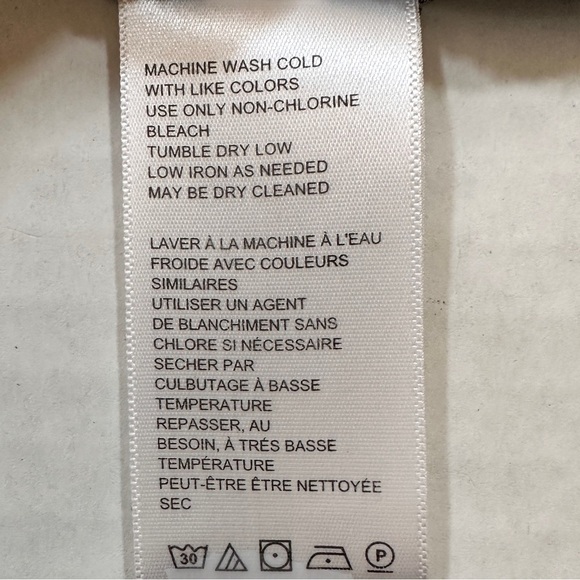 MACHINE WASH COLD
WITH LIKE COLORS
USE ONLY NON-CHLORINE
BLEACH
TUMBLE DRY LOW
LOW IRON AS NEEDED
MAY BE DRY CLEANED
LAVER À LA MACHINE À L'EAU
FROIDE AVEC COULEURS
SIMILAIRES
UTILISER UN AGENT
DE BLANCHIMENT SANS
CHLORE SI NÉCESSAIRE
SECHER PAR
CULBUTAGE À BASSE
TEMPERATURE
REPASSER, AU
BESOIN, À TRÉS BASSE
TEMPÉRATURE
PEUT-ÊTRE ÊTRE NETTOYÉE
SEC
30 P